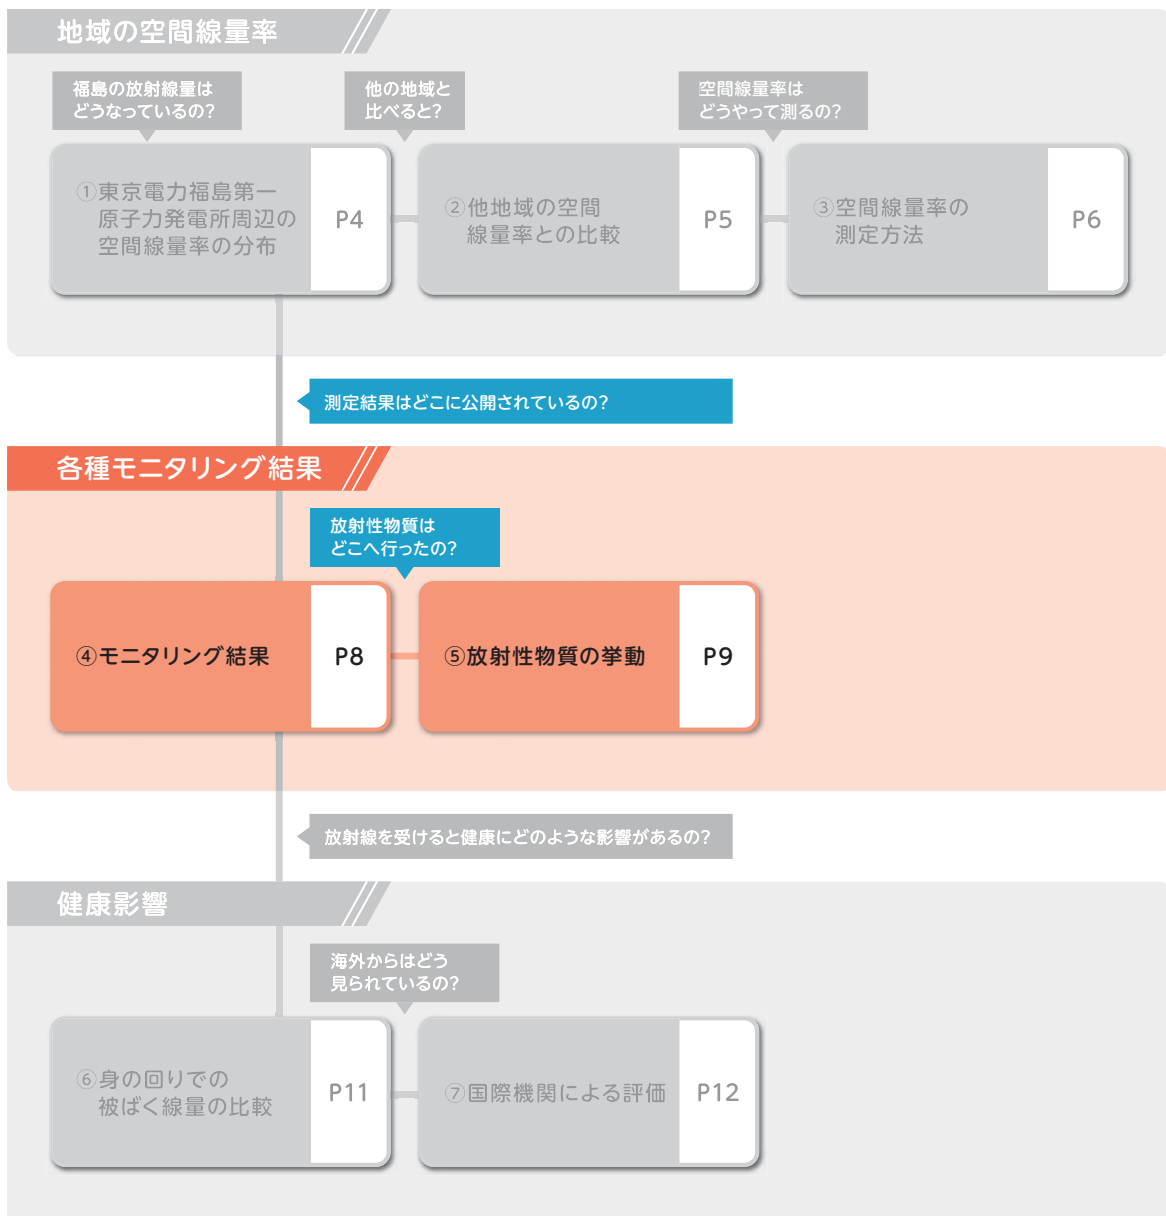 地域の空間線量率
福島の放射線量は
どうなっているの?
他の地域と
比べると?
空間線量率は
どうやって測るの?
①東京電力福島第一
原子力発電所周辺の
空間線量率の分布
P4
②他地域の空間
線量率との比較
P5
③空間線量率の
測定方法
P6
測定結果はどこに公開されているの?
各種モニタリング結果
放射性物質は
どこへ行ったの?
④モニタリング結果
P8
⑤放射性物質の挙動
P9
放射線を受けると健康にどのような影響があるの?
健康影響
海外からはどう
見られているの?
⑥身の回りでの
被ばく線量の比較
P11
⑦国際機関による評価
P12